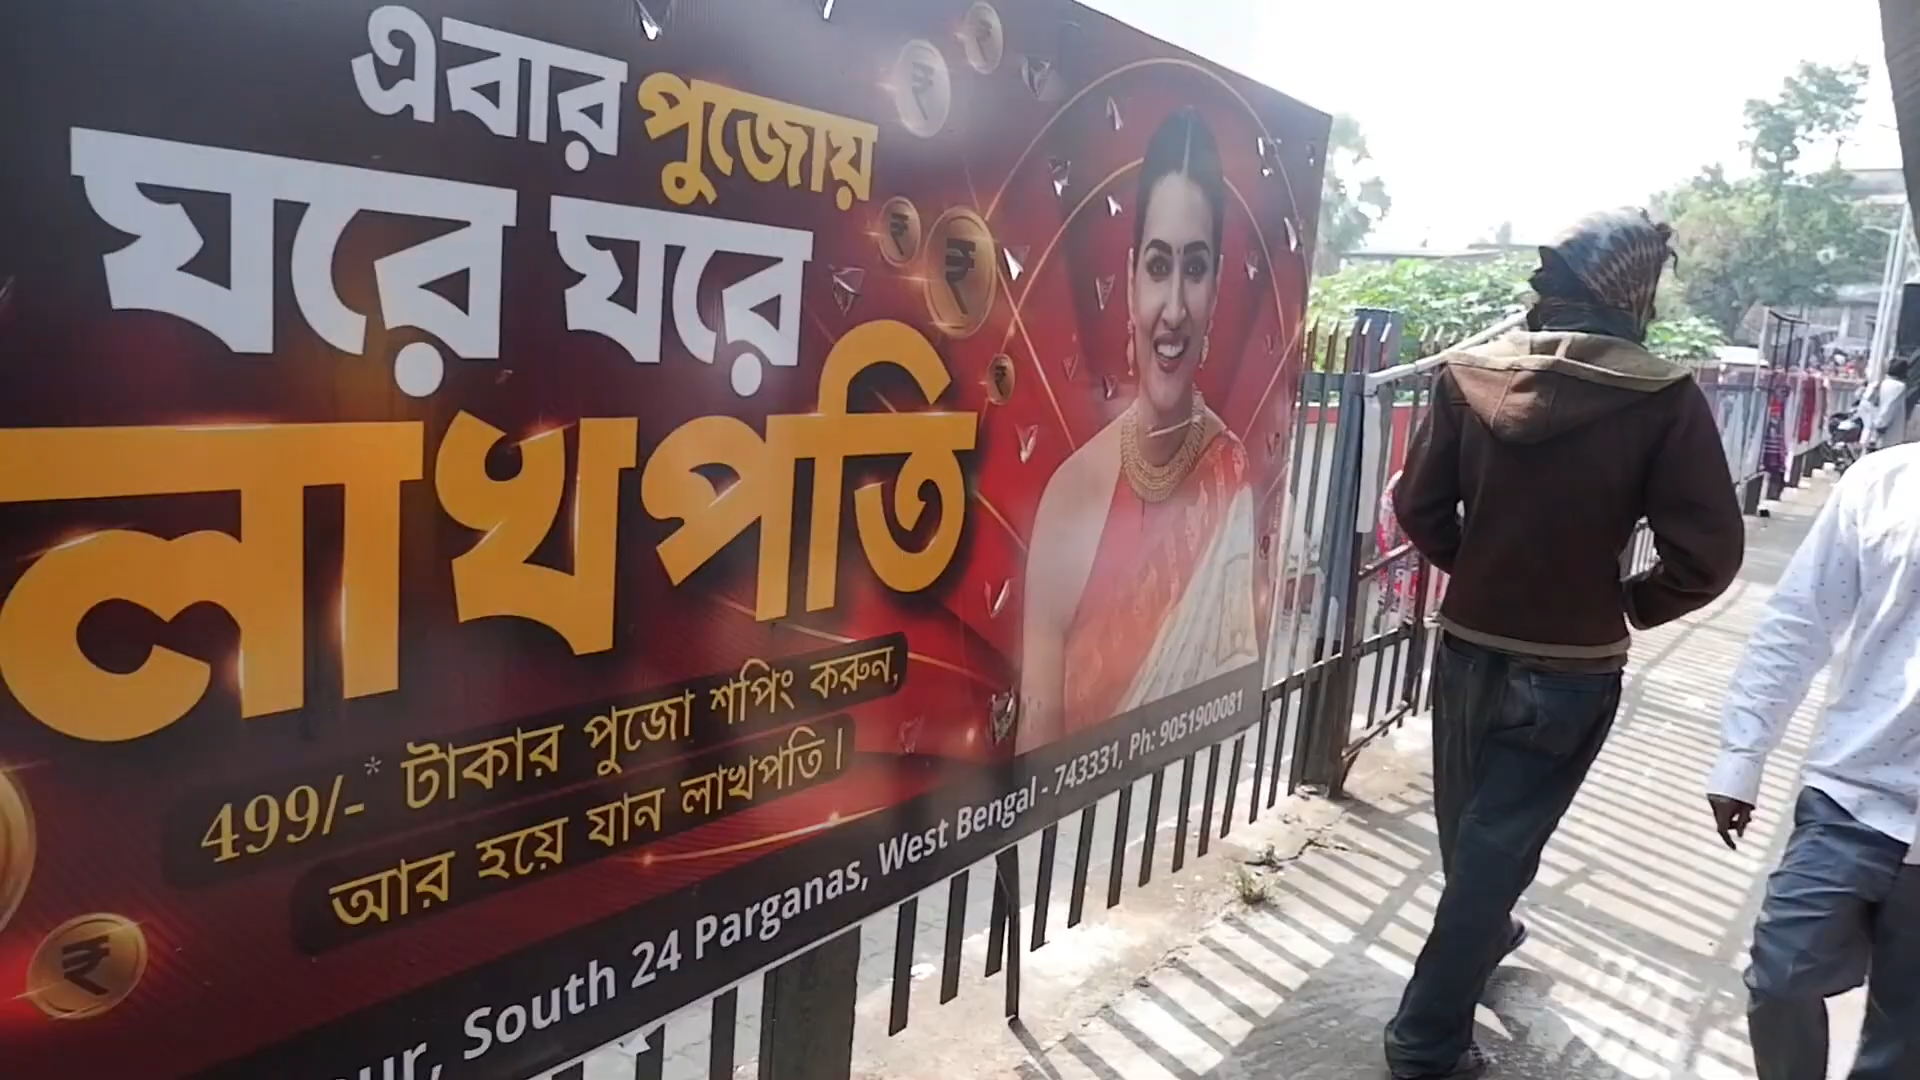 এবার পুজোয়
ঘরে ঘরে
লাখপতি
499/-* টাকার পুজো শপিং করুন,
আর হয়ে যান লাখপতি।
South 24 Parganas, West Bengal - 743331, Ph: 9051900081